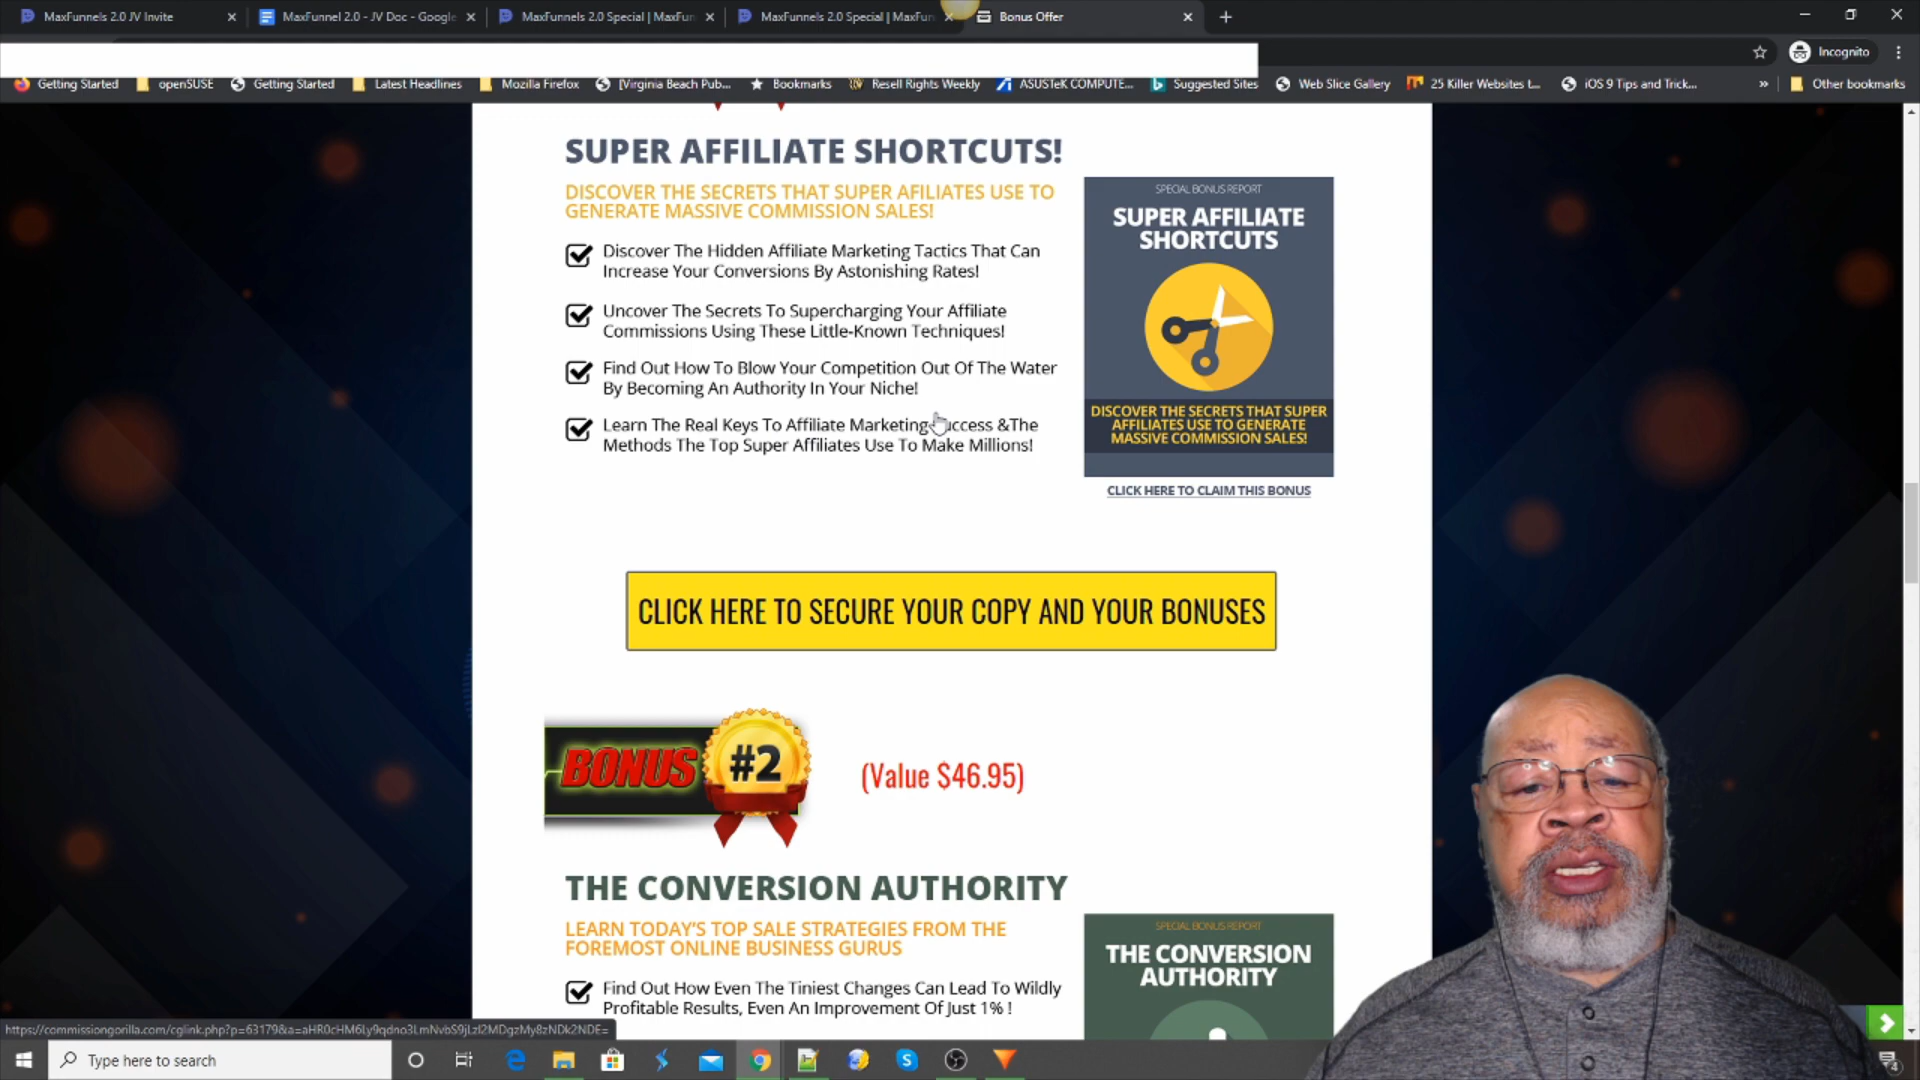 MaxFunnels 2.0 JV Invite
MaxFunnel 2.0 - JV Doc - Google
MaxFunnels 2.0 Special | MaxFun
MaxFunnels 2.0 Special | MaxFun
Bonus Offer
Incognito
Getting Started
openSUSE
Getting Started
Latest Headlines
Mozilla Firefox
[Virginia Beach Pub...
Bookmarks
Resell Rights Weekly
ASUSTeK COMPUTE...
Suggested Sites
Web Slice Gallery
25 Killer Websites t...
iOS 9 Tips and Trick...
Other bookmarks
SUPER AFFILIATE SHORTCUTS!
DISCOVER THE SECRETS THAT SUPER AFILIATES USE TO
GENERATE MASSIVE COMMISSION SALES!
Discover The Hidden Affiliate Marketing Tactics That Can
Increase Your Conversions By Astonishing Rates!
Uncover The Secrets To Supercharging Your Affiliate
Commissions Using These Little-Known Techniques!
Find Out How To Blow Your Competition Out Of The Water
By Becoming An Authority In Your Niche!
Learn The Real Keys To Affiliate Marketing Success &The
Methods The Top Super Affiliates Use To Make Millions!
SPECIAL BONUS REPORT
SUPER AFFILIATE
SHORTCUTS
DISCOVER THE SECRETS THAT SUPER
AFFILIATES USE TO GENERATE
MASSIVE COMMISSION SALES!
CLICK HERE TO CLAIM THIS BONUS
CLICK HERE TO SECURE YOUR COPY AND YOUR BONUSES
BONUS #2
(Value $46.95)
THE CONVERSION AUTHORITY
LEARN TODAY'S TOP SALE STRATEGIES FROM THE
FOREMOST ONLINE BUSINESS GURUS
Find Out How Even The Tiniest Changes Can Lead To Wildly
Profitable Results, Even An Improvement Of Just 1% !
SPECIAL BONUS REPORT
THE CONVERSION
AUTHORITY
Type here to search